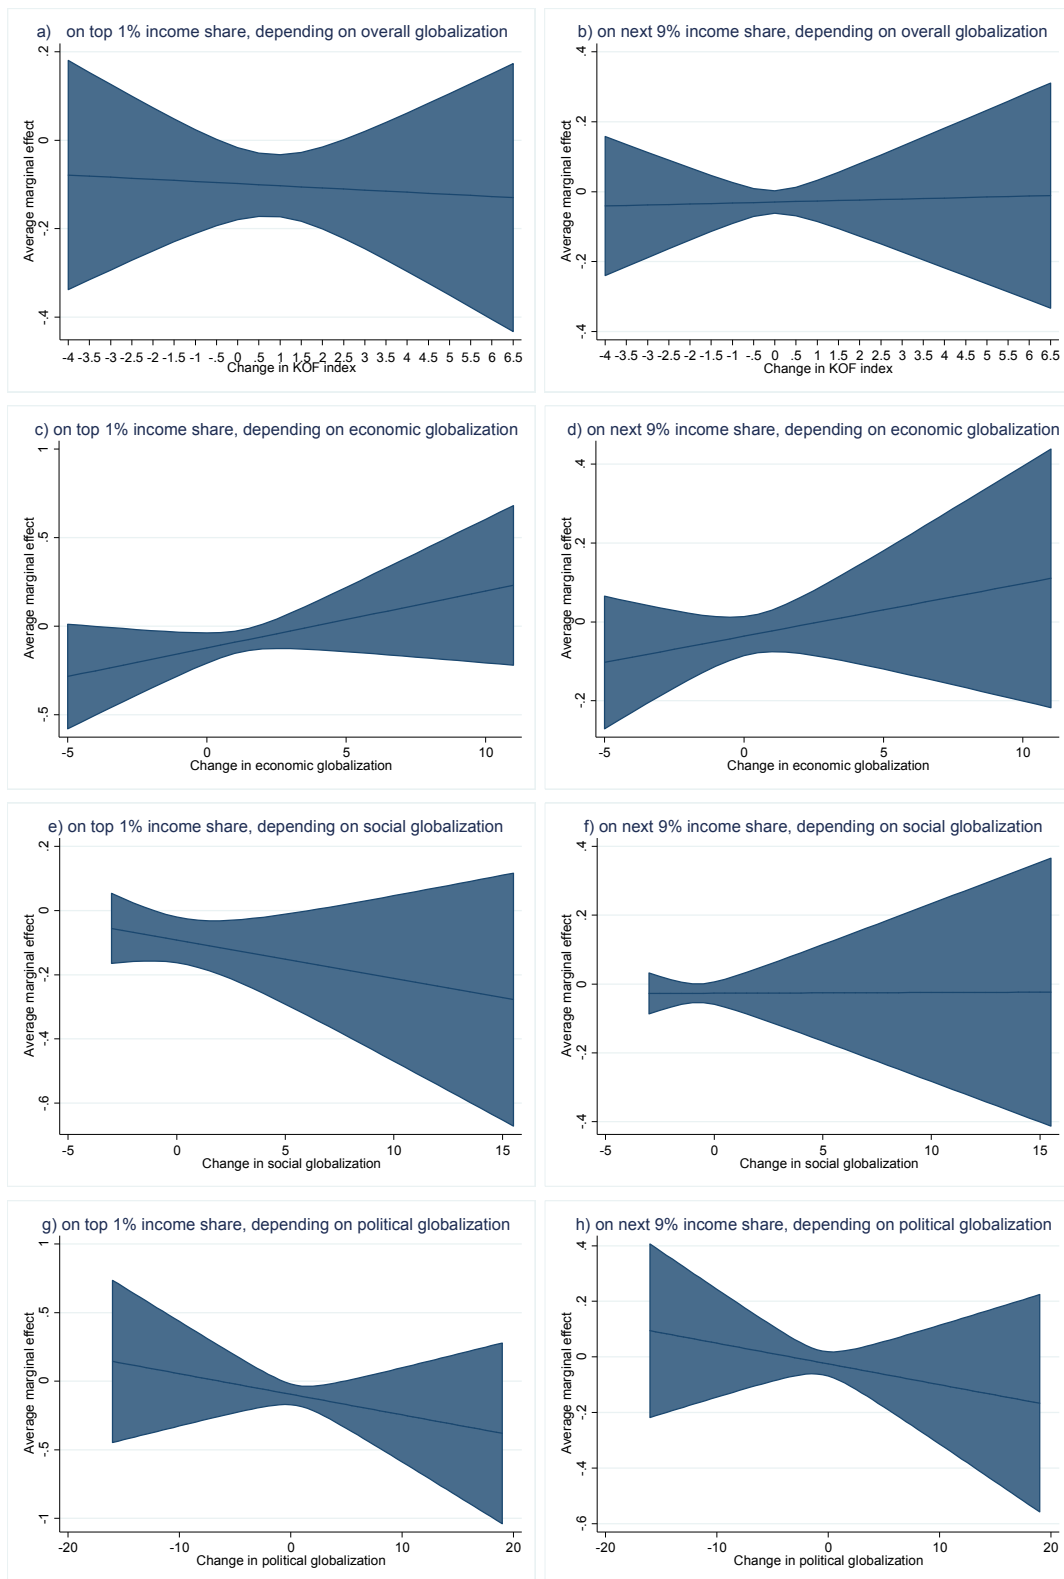 a) on top 1% income share, depending on overall globalization
Average marginal effect
.2
0
-.2
-.4
-4 -3.5 -3 -2.5 -2 -1.5 -1 -.5 0 .5 1 1.5 2 2.5 3 3.5 4 4.5 5 5.5 6 6.5
Change in KOF index
b) on next 9% income share, depending on overall globalization
Average marginal effect
.4
.2
0
-.2
-.4
-4 -3.5 -3 -2.5 -2 -1.5 -1 -.5 0 .5 1 1.5 2 2.5 3 3.5 4 4.5 5 5.5 6 6.5
Change in KOF index
c) on top 1% income share, depending on economic globalization
Average marginal effect
1
.5
0
-.5
-5 0 5 10
Change in economic globalization
d) on next 9% income share, depending on economic globalization
Average marginal effect
.4
.2
0
-.2
-5 0 5 10
Change in economic globalization
e) on top 1% income share, depending on social globalization
Average marginal effect
.2
0
-.2
-.4
-.6
-5 0 5 10 15
Change in social globalization
f) on next 9% income share, depending on social globalization
Average marginal effect
.4
.2
0
-.2
-.4
-5 0 5 10 15
Change in social globalization
g) on top 1% income share, depending on political globalization
Average marginal effect
1
.5
0
-.5
-1
-20 -10 0 10 20
Change in political globalization
h) on next 9% income share, depending on political globalization
Average marginal effect
.4
.2
0
-.2
-.4
-.6
-20 -10 0 10 20
Change in political globalization